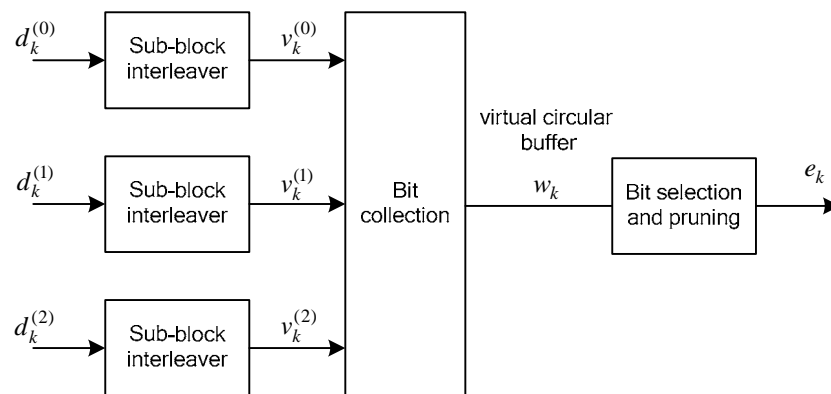 d_k^{(0)}
Sub-block
interleaver
v_k^{(0)}
virtual circular
buffer
d_k^{(1)}
Sub-block
interleaver
v_k^{(1)}
Bit
collection
w_k
Bit selection
and pruning
e_k
d_k^{(2)}
Sub-block
interleaver
v_k^{(2)}